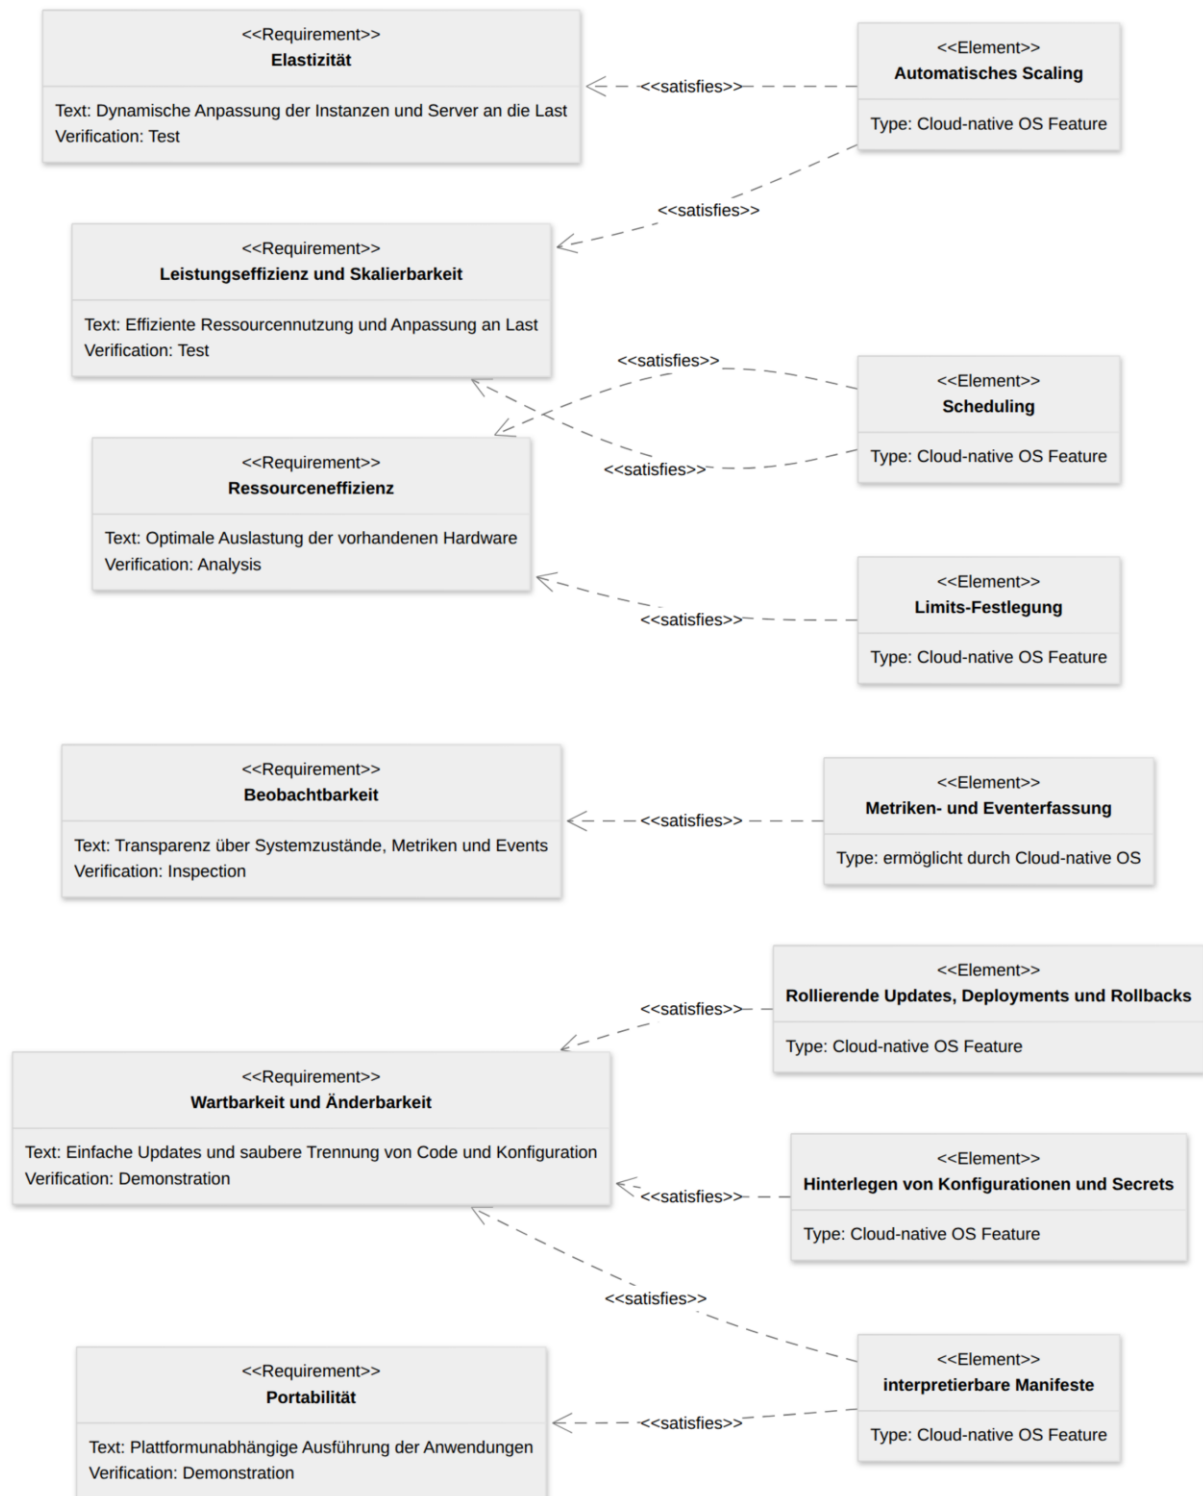 <<Requirement>>
Elastizität
Text: Dynamische Anpassung der Instanzen und Server an die Last
Verification: Test
<<satisfies>>
<<Element>>
Automatisches Scaling
Type: Cloud-native OS Feature
<<satisfies>>
<<Requirement>>
Leistungseffizienz und Skalierbarkeit
Text: Effiziente Ressourcennutzung und Anpassung an Last
Verification: Test
<<satisfies>>
<<Element>>
Scheduling
Type: Cloud-native OS Feature
<<satisfies>>
<<Requirement>>
Ressourceneffizienz
Text: Optimale Auslastung der vorhandenen Hardware
Verification: Analysis
<<satisfies>>
<<Element>>
Limits-Festlegung
Type: Cloud-native OS Feature
<<Requirement>>
Beobachtbarkeit
Text: Transparenz über Systemzustände, Metriken und Events
Verification: Inspection
<<satisfies>>
<<Element>>
Metriken- und Eventerfassung
Type: ermöglicht durch Cloud-native OS
<<Element>>
Rollierende Updates, Deployments und Rollbacks
Type: Cloud-native OS Feature
<<satisfies>>
<<Requirement>>
Wartbarkeit und Änderbarkeit
Text: Einfache Updates und saubere Trennung von Code und Konfiguration
Verification: Demonstration
<<satisfies>>
<<Element>>
Hinterlegen von Konfigurationen und Secrets
Type: Cloud-native OS Feature
<<satisfies>>
<<Requirement>>
Portabilität
Text: Plattformunabhängige Ausführung der Anwendungen
Verification: Demonstration
<<satisfies>>
<<Element>>
interpretierbare Manifeste
Type: Cloud-native OS Feature